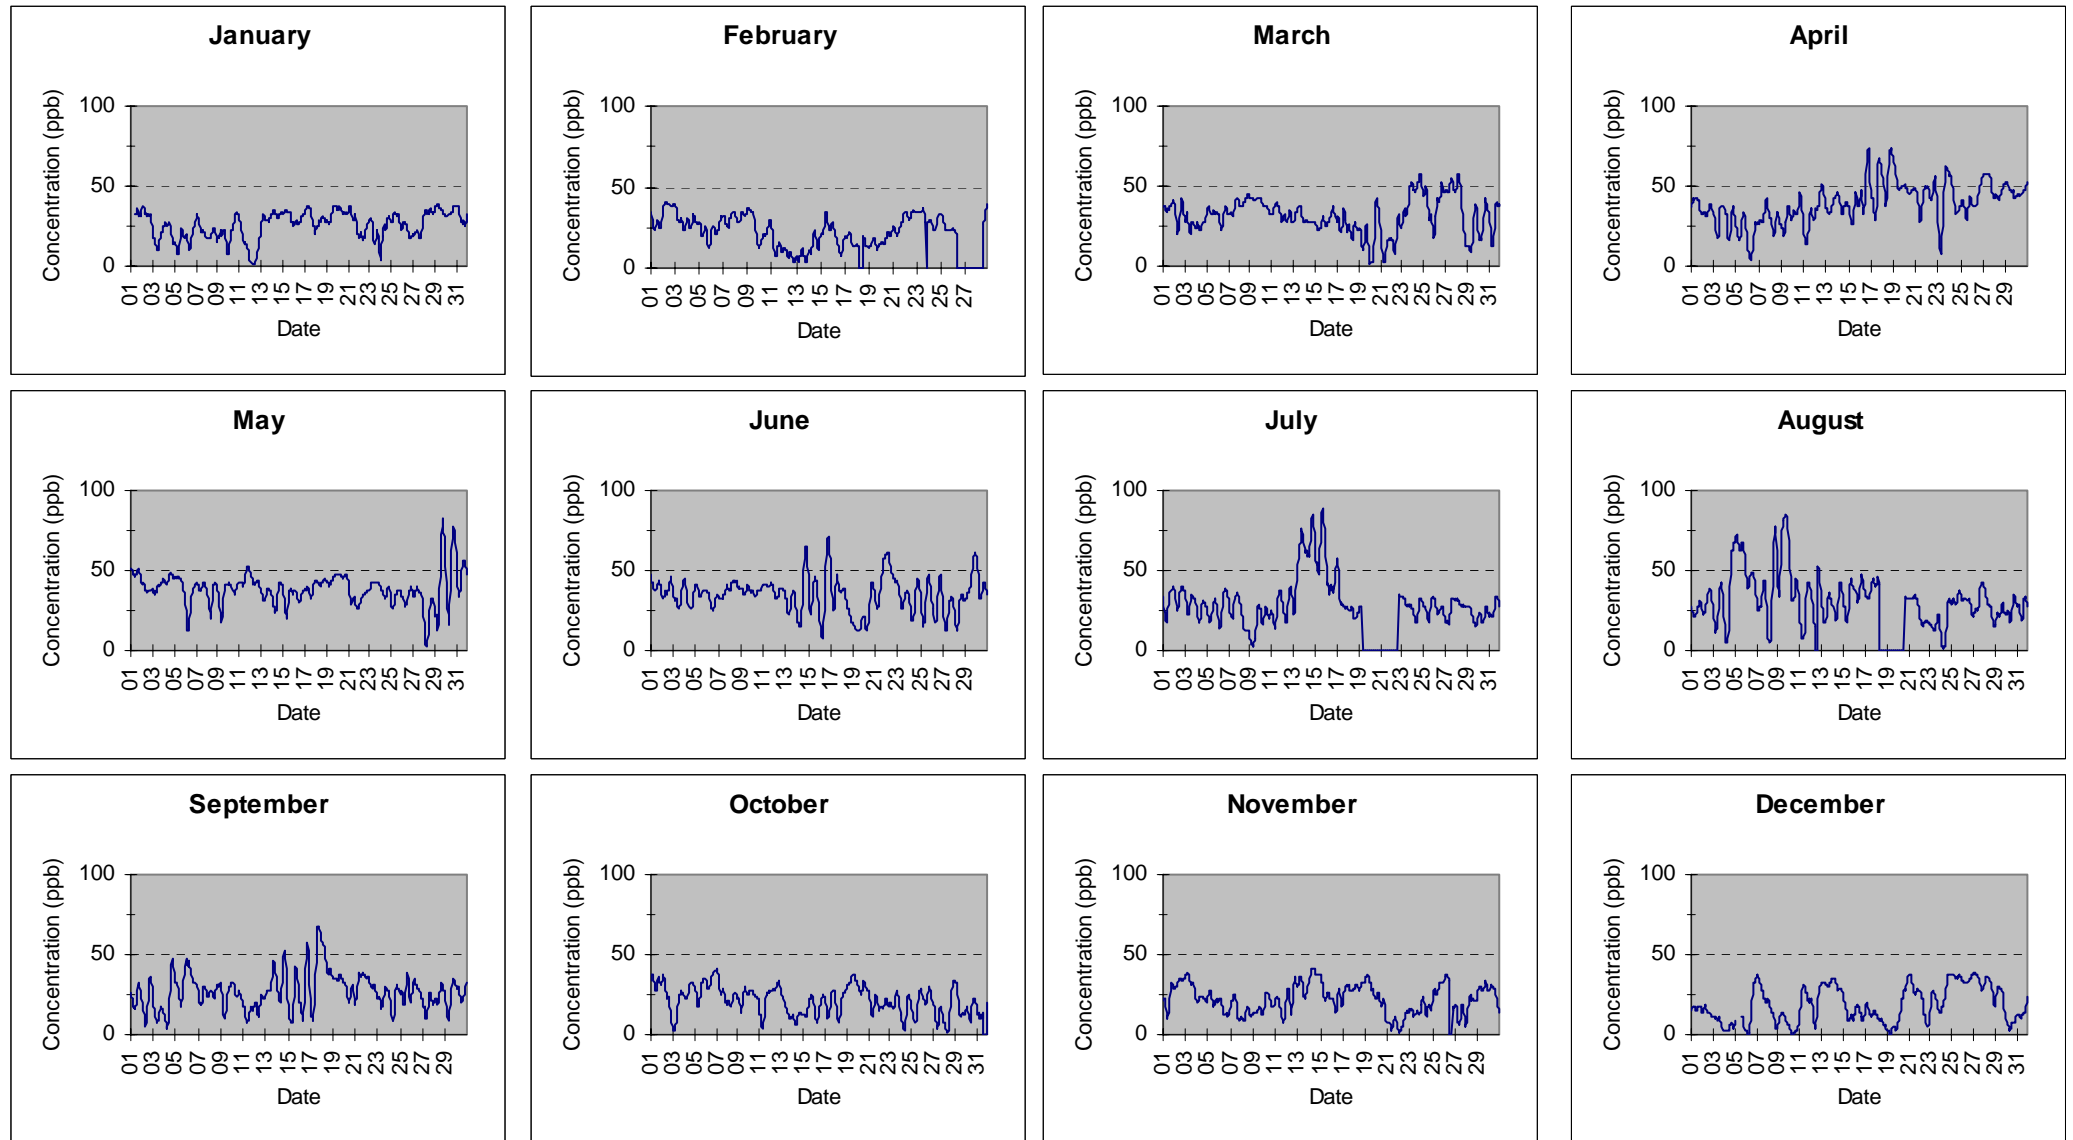 January
Concentration (ppb)
100
50
0
01 03 05 07 09 11 13 15 17 19 21 23 25 27 29 31
Date
February
Concentration (ppb)
100
50
0
01 03 05 07 09 11 13 15 17 19 21 23 25 27
Date
March
Concentration (ppb)
100
50
0
01 03 05 07 09 11 13 15 17 19 21 23 25 27 29 31
Date
April
Concentration (ppb)
100
50
0
01 03 05 07 09 11 13 15 17 19 21 23 25 27 29
Date
May
Concentration (ppb)
100
50
0
01 03 05 07 09 11 13 15 17 19 21 23 25 27 29 31
Date
June
Concentration (ppb)
100
50
0
01 03 05 07 09 11 13 15 17 19 21 23 25 27 29
Date
July
Concentration (ppb)
100
50
0
01 03 05 07 09 11 13 15 17 19 21 23 25 27 29 31
Date
August
Concentration (ppb)
100
50
0
01 03 05 07 09 11 13 15 17 19 21 23 25 27 29 31
Date
September
Concentration (ppb)
100
50
0
01 03 05 07 09 11 13 15 17 19 21 23 25 27 29
Date
October
Concentration (ppb)
100
50
0
01 03 05 07 09 11 13 15 17 19 21 23 25 27 29 31
Date
November
Concentration (ppb)
100
50
0
01 03 05 07 09 11 13 15 17 19 21 23 25 27 29
Date
December
Concentration (ppb)
100
50
0
01 03 05 07 09 11 13 15 17 19 21 23 25 27 29 31
Date